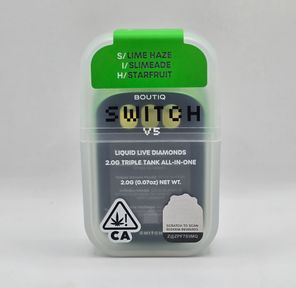 S/LIME HAZE
I/SLIMEADE
H/STARFRUIT
BOUTIQ
SWITCH
V5
LIQUID LIVE DIAMONDS
2.0G TRIPLE TANK ALL-IN-ONE
2.0G (0.07oz) NET WT.
CA
SCRATCH TO SCAN
SWITCH